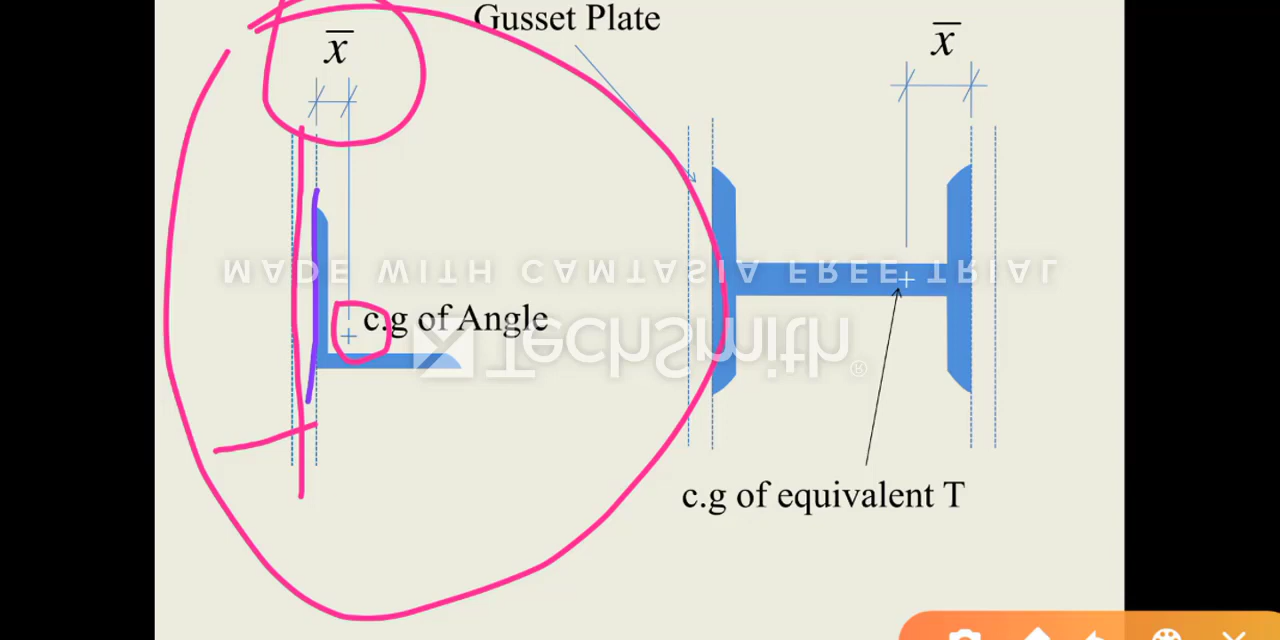 Gusset Plate
x̅
x̅
MADE WITH CAMTASIA FREE TRIAL
c.g of Angle
TechSmith®
c.g of equivalent T